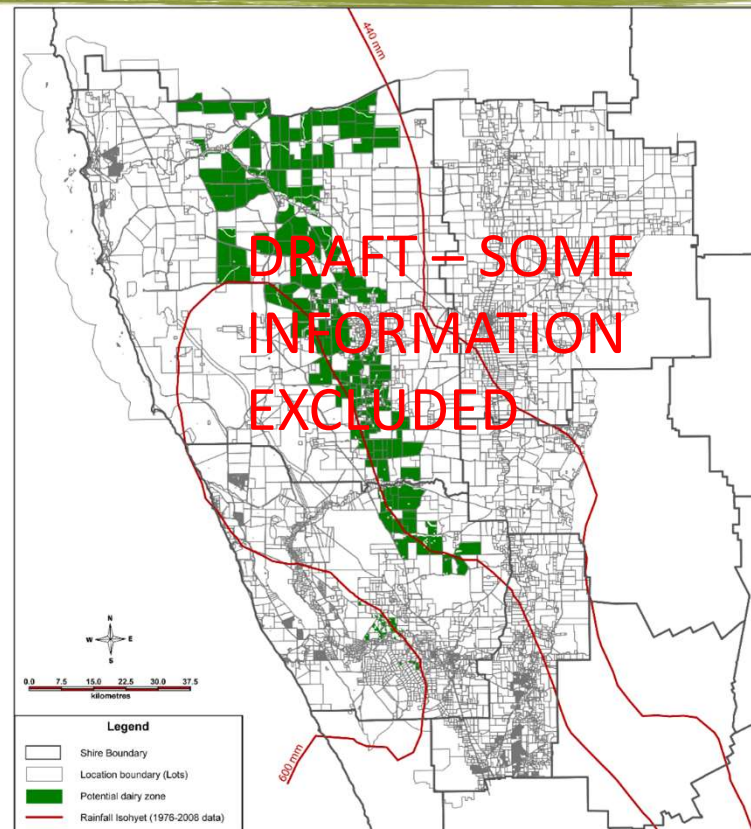 440 mm
DRAFT – SOME
INFORMATION
EXCLUDED
N
W E
S
0.0 7.5 15.0 22.5 30.0 37.5
kilometres
600 mm
Legend
Shire Boundary
Location boundary (Lots)
Potential dairy zone
Rainfall Isohyet (1976-2008 data)